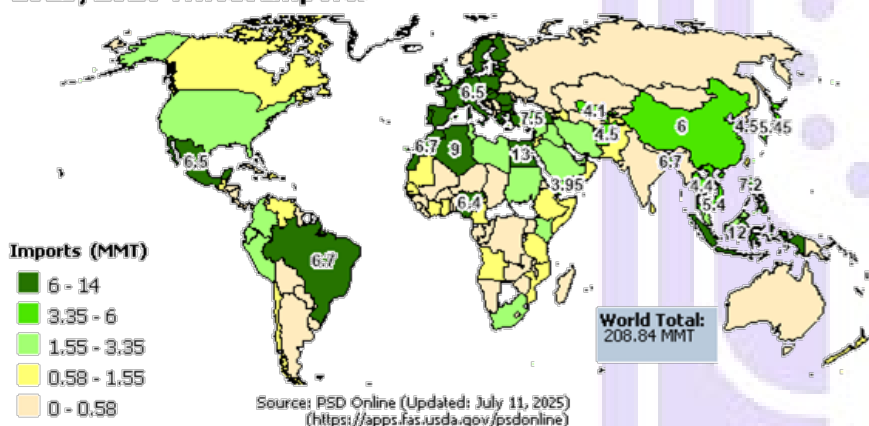 6.5
7.5
4.1
6
4.5
5.45
4.5
6.7
9
13
6.7
6.5
3.95
4.4
7.2
5.4
6.4
12
6.7
Imports (MMT)
6 - 14
3.35 - 6
1.55 - 3.35
0.58 - 1.55
0 - 0.58
World Total:
208.84 MMT
Source: PSD Online (Updated: July 11, 2025)
(https://apps.fas.usda.gov/psdonline)